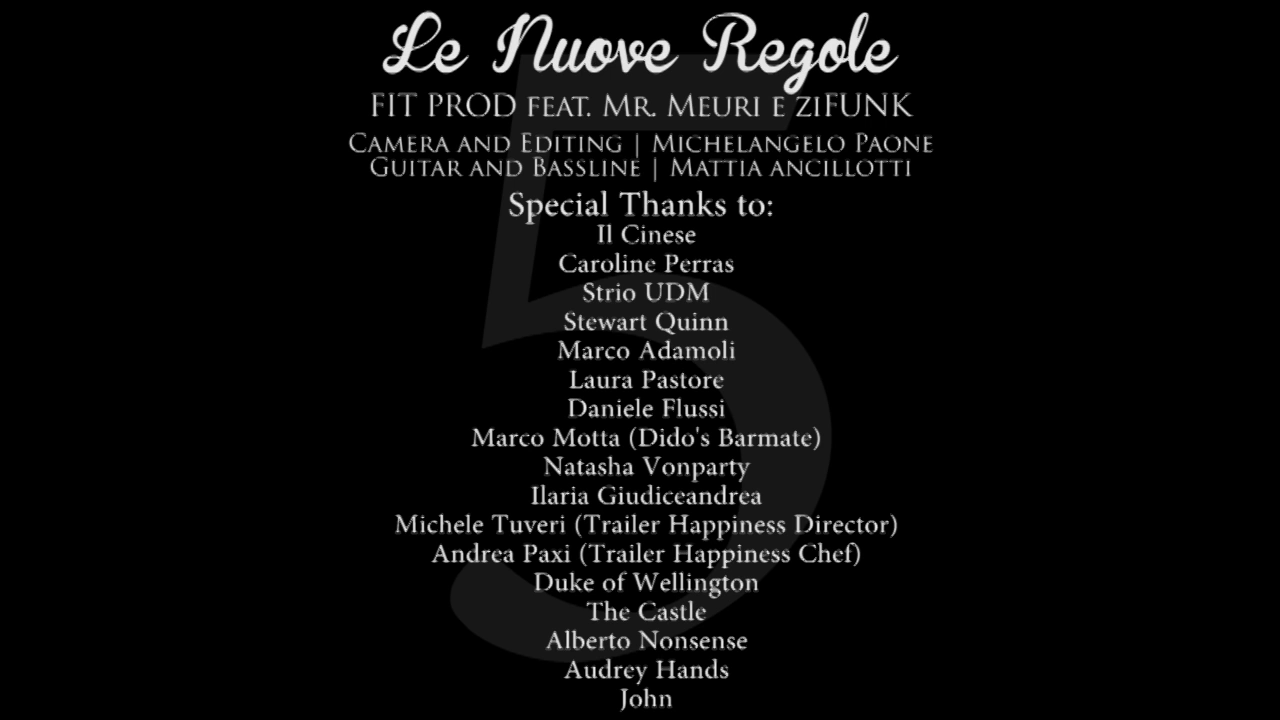 Le Nuove Regole
FIT PROD FEAT. MR. MEURI E ZIFUNK
CAMERA AND EDITING | MICHELANGELO PAONE
GUITAR AND BASSLINE | MATTIA ANCILLOTTI
Special Thanks to:
Il Cinese
Caroline Perras
Strio UDM
Stewart Quinn
Marco Adamoli
Laura Pastore
Daniele Flussi
Marco Motta (Dido's Barmate)
Natasha Vonparty
Ilaria Giudiceandrea
Michele Tuveri (Trailer Happiness Director)
Andrea Paxi (Trailer Happiness Chef)
Duke of Wellington
The Castle
Alberto Nonsense
Audrey Hands
John
5